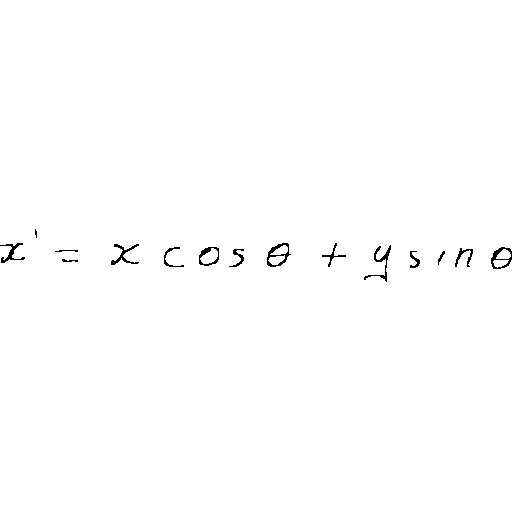 x' = x cos θ + y sin θ